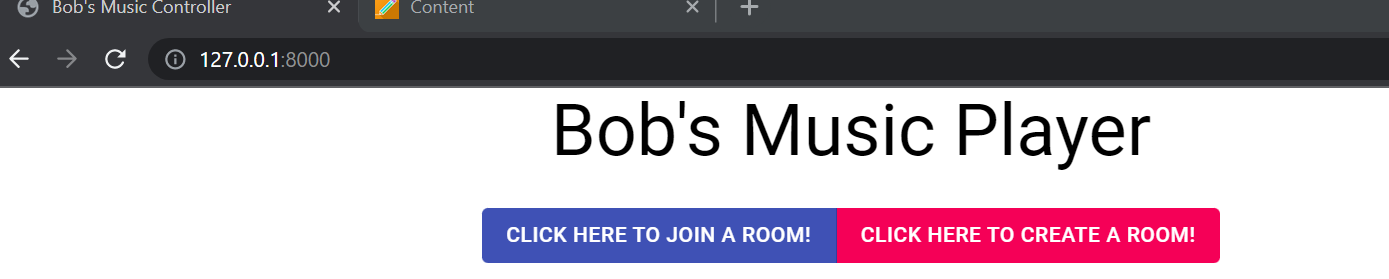 Bob's Music Controller
Content
127.0.0.1:8000
Bob's Music Player
CLICK HERE TO JOIN A ROOM!
CLICK HERE TO CREATE A ROOM!